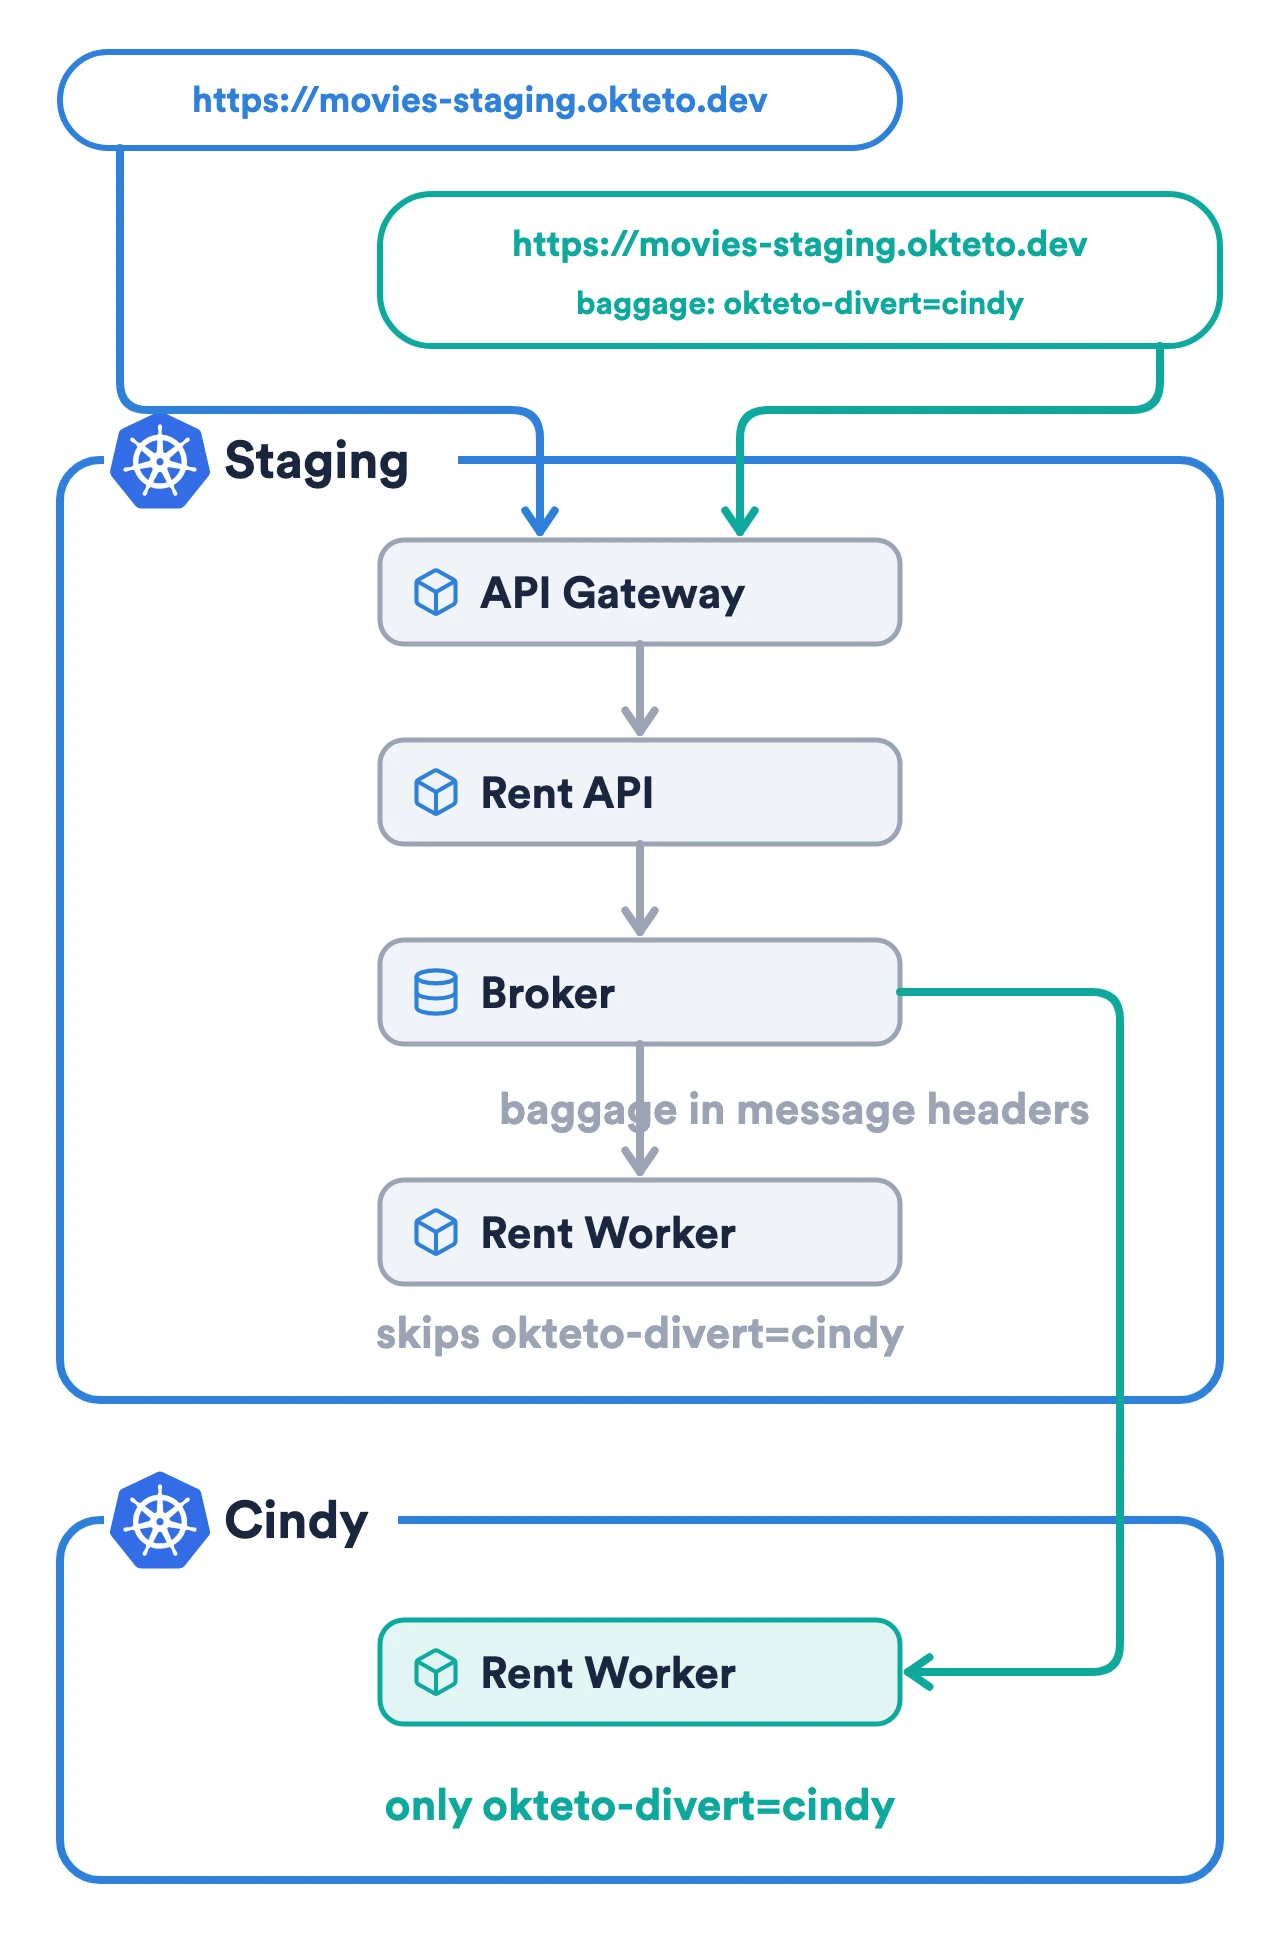 https://movies-staging.okteto.dev
https://movies-staging.okteto.dev
baggage: okteto-divert=cindy
Staging
API Gateway
Rent API
Broker
baggage in message headers
Rent Worker
skips okteto-divert=cindy
Cindy
Rent Worker
only okteto-divert=cindy